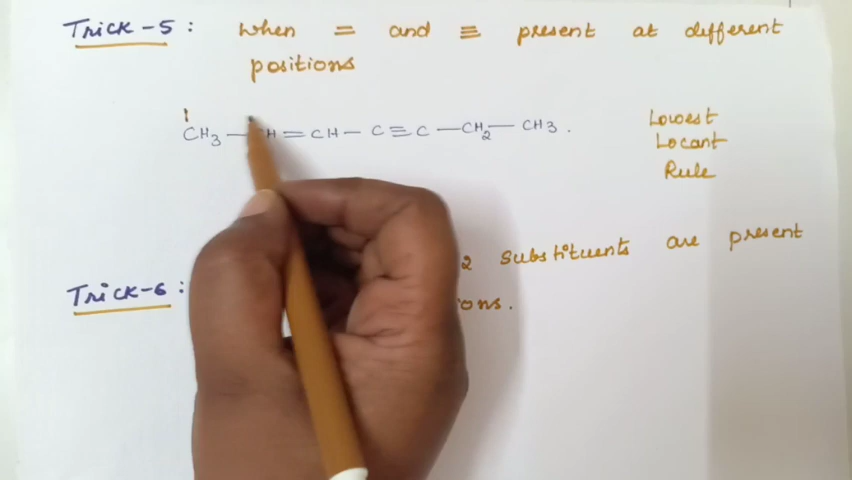 Trick-5 : When = and ≡ present at different
positions
1
CH3 — CH = CH — C ≡ C — CH2 — CH3 .
Lowest
Locant
Rule
Trick-6 : 2 substituents are present
ons.